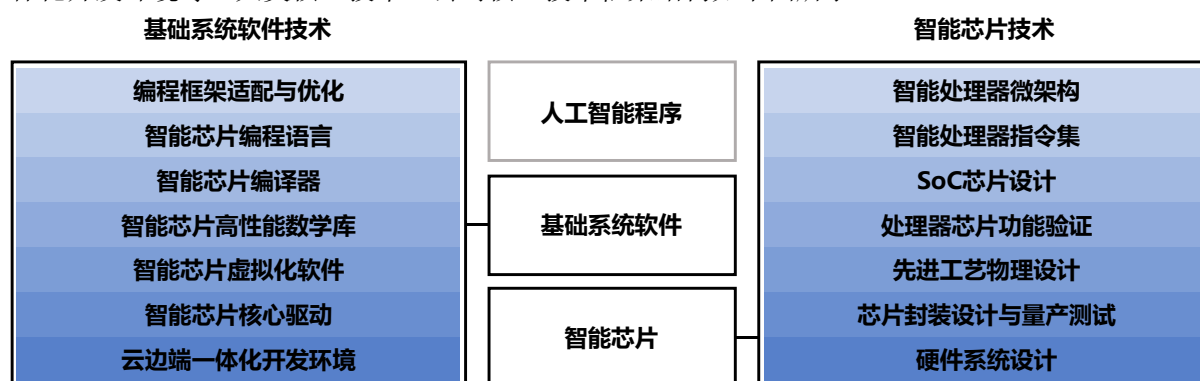 基础系统软件技术
智能芯片技术
编程框架适配与优化
智能芯片编程语言
智能芯片编译器
智能芯片高性能数学库
智能芯片虚拟化软件
智能芯片核心驱动
云边端一体化开发环境
人工智能程序
基础系统软件
智能芯片
智能处理器微架构
智能处理器指令集
SoC芯片设计
处理器芯片功能验证
先进工艺物理设计
芯片封装设计与量产测试
硬件系统设计